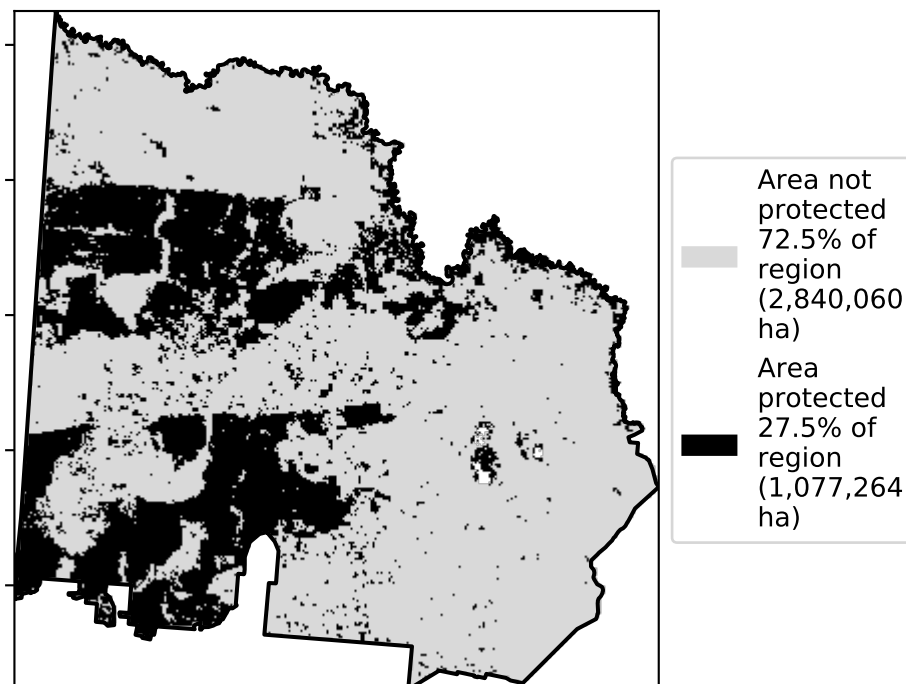 Area not
protected
72.5% of
region
(2,840,060
ha)
Area
protected
27.5% of
region
(1,077,264
ha)